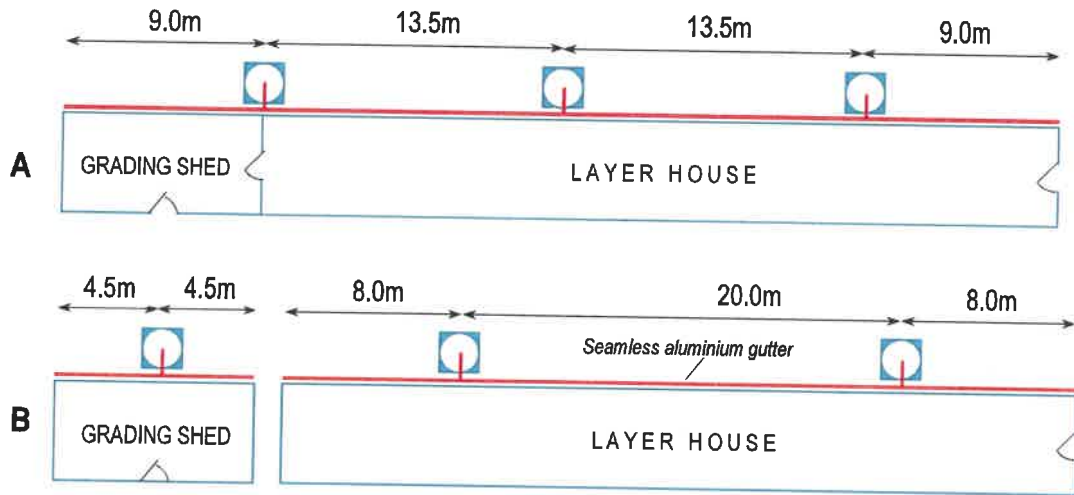 9.0m 13.5m 13.5m 9.0m
A
GRADING SHED
LAYER HOUSE
4.5m 4.5m 8.0m 20.0m 8.0m
Seamless aluminium gutter
B
GRADING SHED
LAYER HOUSE